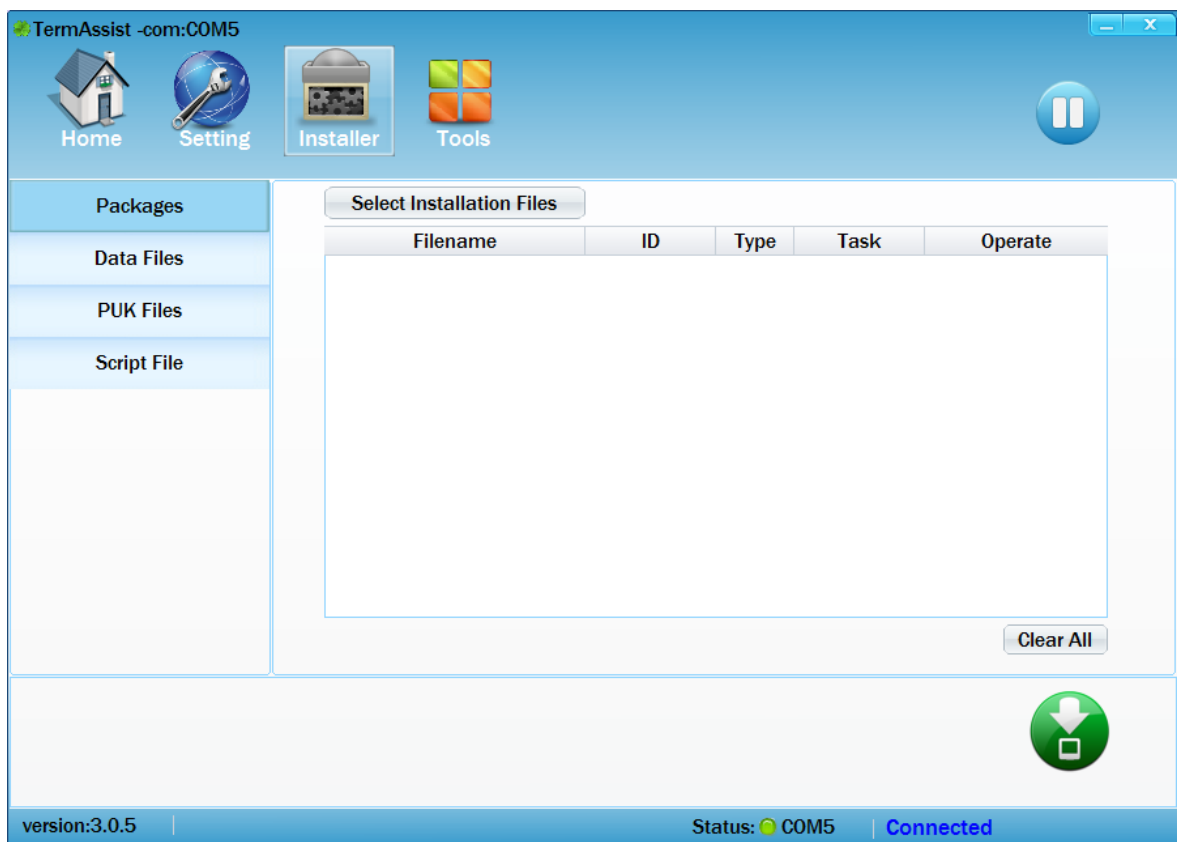 TermAssist -com:COM5
X
Home Setting Installer Tools
Packages
Data Files
PUK Files
Script File
Select Installation Files
Filename ID Type Task Operate
Clear All
version:3.0.5 Status: COM5 Connected